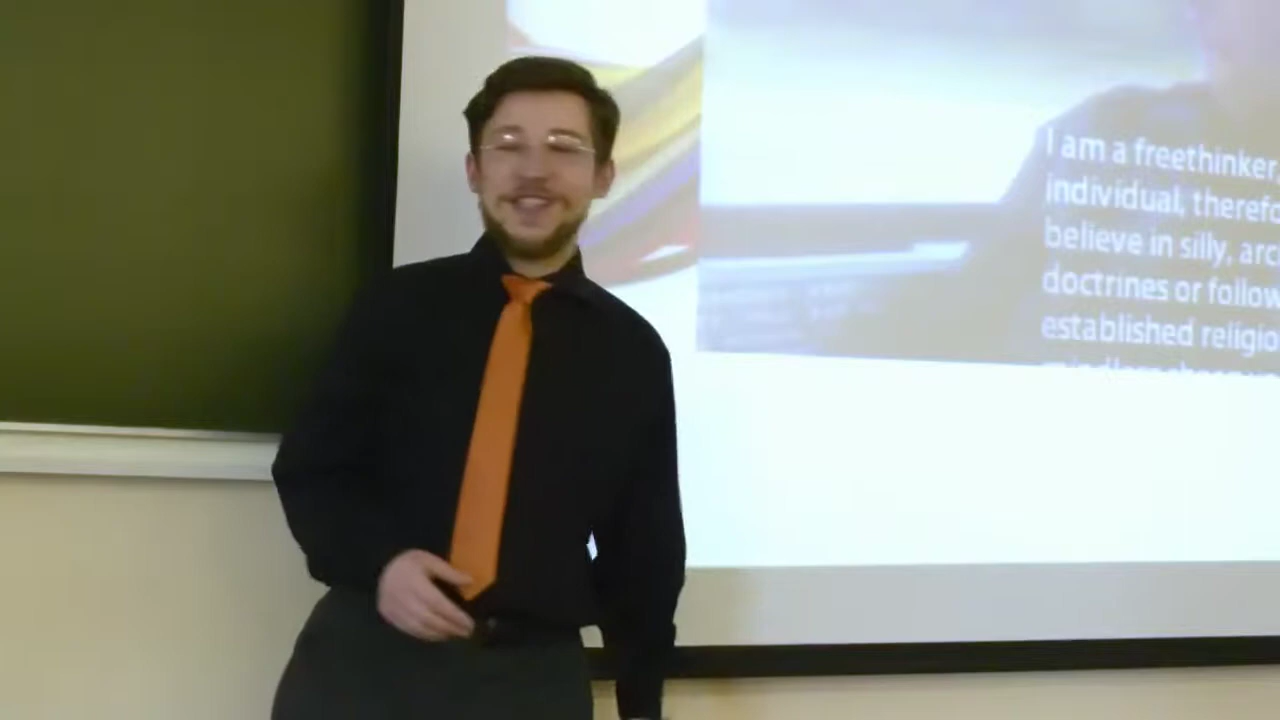 I am a freethinker,
individual, therefo
believe in silly, arc
doctrines or follow
established religio